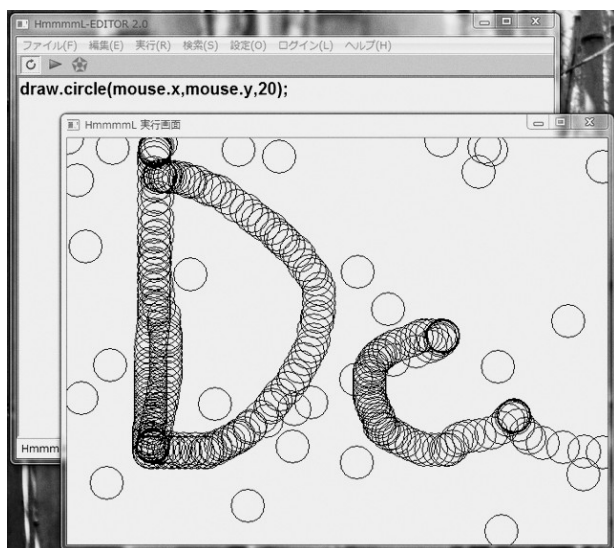 HmmmmL-EDITOR 2.0
ファイル(F) 編集(E) 実行(R) 検索(S) 設定(O) ログイン(L) ヘルプ(H)
draw.circle(mouse.x,mouse.y,20);
HmmmmL 実行画面
Dc
Hmmm